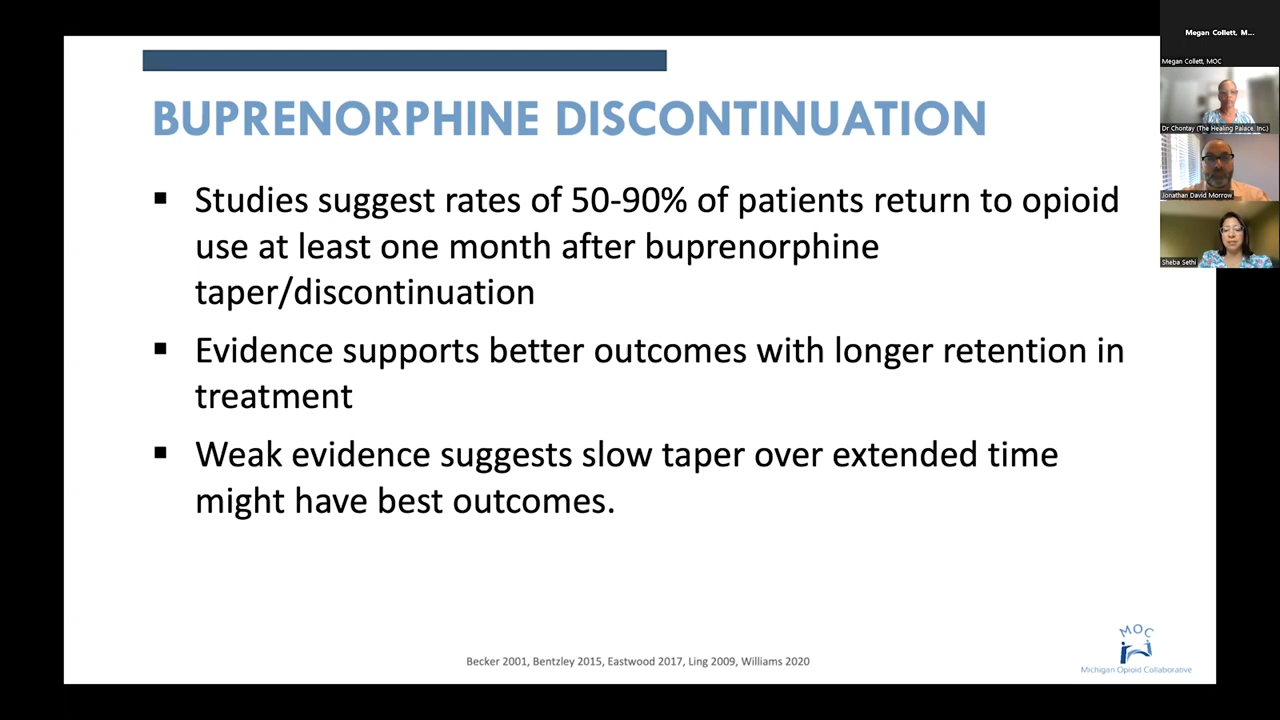 BUPRENORPHINE DISCONTINUATION
▪ Studies suggest rates of 50-90% of patients return to opioid
use at least one month after buprenorphine
taper/discontinuation
▪ Evidence supports better outcomes with longer retention in
treatment
▪ Weak evidence suggests slow taper over extended time
might have best outcomes.
Becker 2001, Bentzley 2015, Eastwood 2017, Ling 2009, Williams 2020
MOC
Michigan Opioid Collaborative
Megan Collett, M...
Megan Collett, MOC
Dr Chontay (The Healing Palace, Inc.)
Jonathan David Morrow
Sheba Sethi